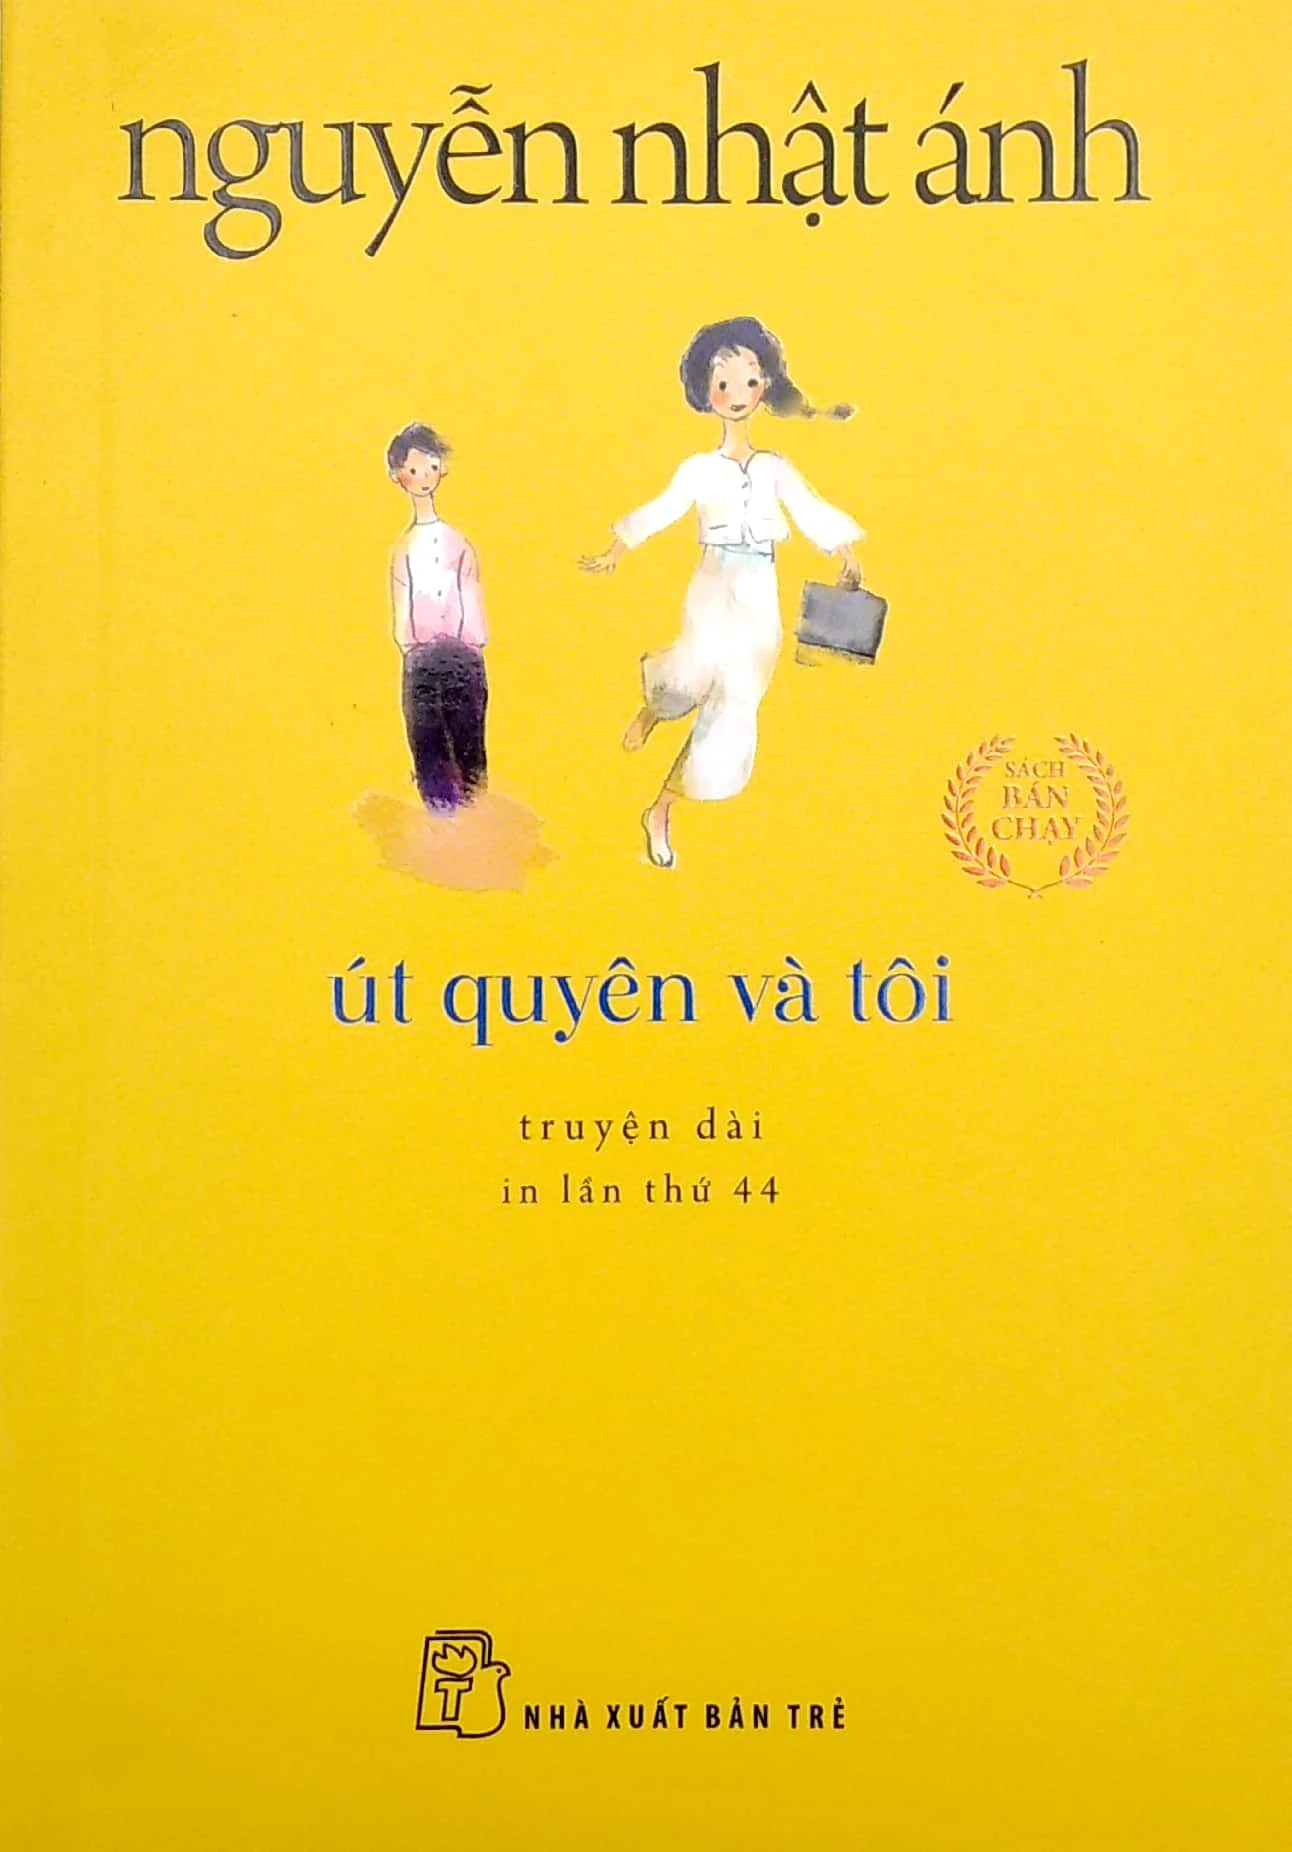 nguyễn nhật ánh
SÁCH
BÁN
CHẠY
út quyên và tôi
truyện dài
in lần thứ 44
T
NHÀ XUẤT BẢN TRẺ